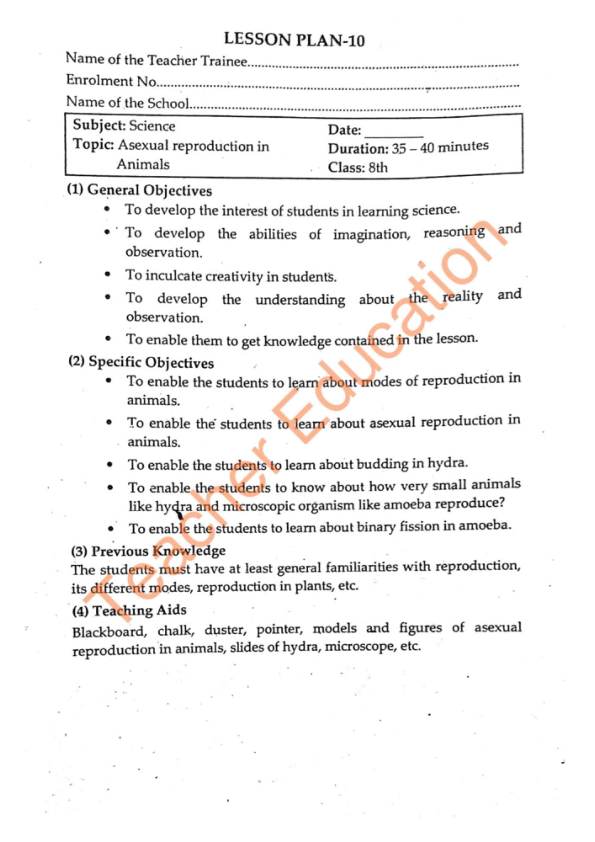 LESSON PLAN-10
Name of the Teacher Trainee..............................................................................
Enrolment No.........................................................................................................
Name of the School................................................................................................
Subject: Science
Date: ________
Topic: Asexual reproduction in
Duration: 35 – 40 minutes
Animals
Class: 8th
(1) General Objectives
• To develop the interest of students in learning science.
• To develop the abilities of imagination, reasoning and
observation.
• To inculcate creativity in students.
• To develop the understanding about the reality and
observation.
• To enable them to get knowledge contained in the lesson.
(2) Specific Objectives
• To enable the students to learn about modes of reproduction in
animals.
• To enable the students to learn about asexual reproduction in
animals.
• To enable the students to learn about budding in hydra.
• To enable the students to know about how very small animals
like hydra and microscopic organism like amoeba reproduce?
• To enable the students to learn about binary fission in amoeba.
(3) Previous Knowledge
The students must have at least general familiarities with reproduction,
its different modes, reproduction in plants, etc.
(4) Teaching Aids
Blackboard, chalk, duster, pointer, models and figures of asexual
reproduction in animals, slides of hydra, microscope, etc.
Teacher Education